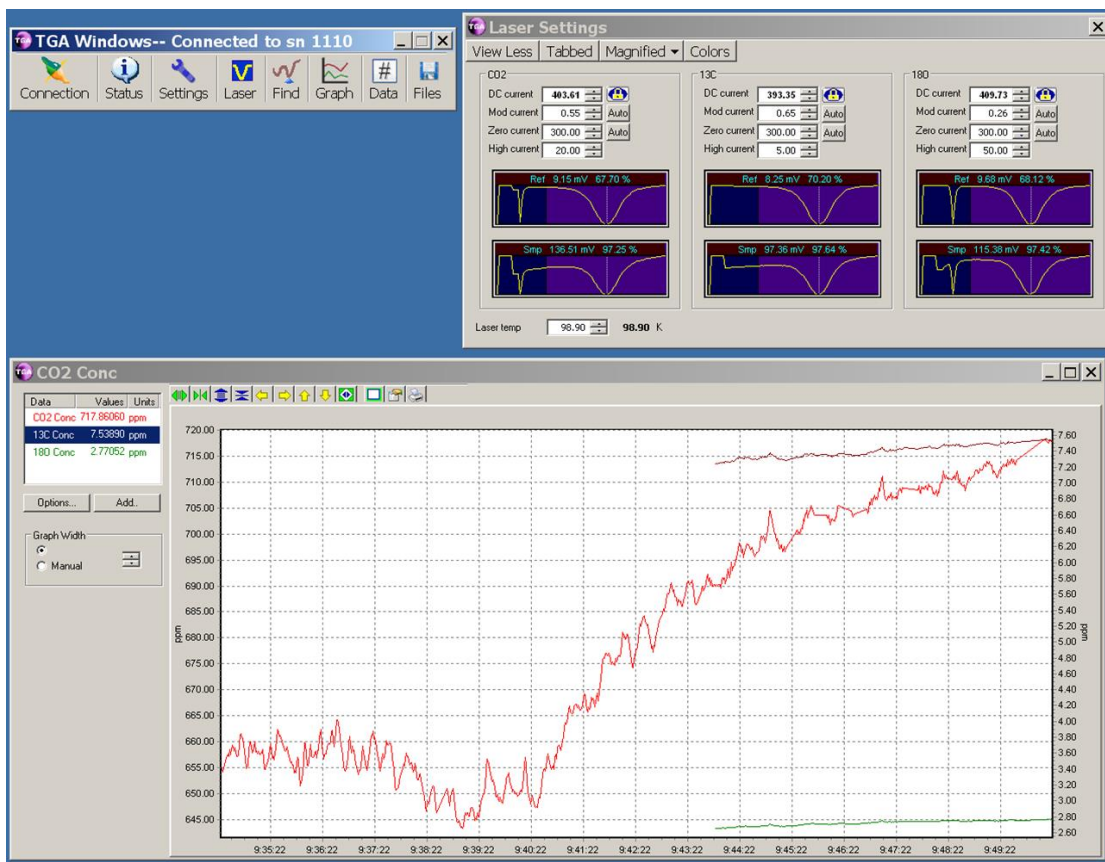 TGA Windows-- Connected to sn 1110
Connection Status Settings Laser Find Graph Data Files
Laser Settings
View Less Tabbed Magnified Colors
CO2
DC current 403.61
Mod current 0.55 Auto
Zero current 300.00 Auto
High current 20.00
Ref 9.15 mV 67.70 %
Smp 136.51 mV 97.25 %
13C
DC current 393.35
Mod current 0.65 Auto
Zero current 300.00 Auto
High current 5.00
Ref 8.25 mV 70.20 %
Smp 97.36 mV 97.64 %
18O
DC current 409.73
Mod current 0.26 Auto
Zero current 300.00 Auto
High current 50.00
Ref 9.68 mV 68.12 %
Smp 115.38 mV 97.42 %
Laser temp 98.90 98.90 K
TGA CO2 Conc
Data Values Units
CO2 Conc 717.86060 ppm
13C Conc 7.53890 ppm
18O Conc 2.77052 ppm
Options... Add..
Graph Width
Manual
720.00
715.00
710.00
705.00
700.00
695.00
690.00
685.00
680.00
675.00
670.00
665.00
660.00
655.00
650.00
645.00
ppm
7.60
7.40
7.20
7.00
6.80
6.60
6.40
6.20
6.00
5.80
5.60
5.40
5.20
5.00
4.80
4.60
4.40
4.20
4.00
3.80
3.60
3.40
3.20
3.00
2.80
2.60
ppm
9:35:22 9:36:22 9:37:22 9:38:22 9:39:22 9:40:22 9:41:22 9:42:22 9:43:22 9:44:22 9:45:22 9:46:22 9:47:22 9:48:22 9:49:22